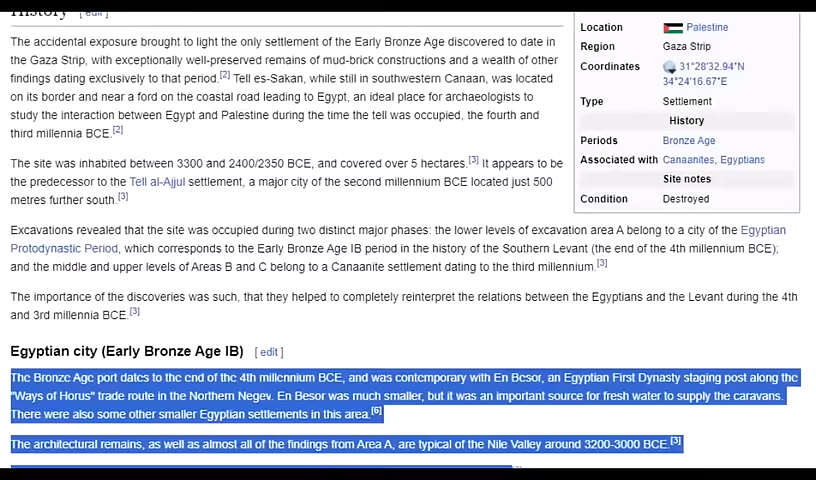 History [ edit ]
The accidental exposure brought to light the only settlement of the Early Bronze Age discovered to date in
the Gaza Strip, with exceptionally well-preserved remains of mud-brick constructions and a wealth of other
findings dating exclusively to that period.[2] Tell es-Sakan, while still in southwestern Canaan, was located
on its border and near a ford on the coastal road leading to Egypt, an ideal place for archaeologists to
study the interaction between Egypt and Palestine during the time the tell was occupied, the fourth and
third millennia BCE.[2]
The site was inhabited between 3300 and 2400/2350 BCE, and covered over 5 hectares.[3] It appears to be
the predecessor to the Tell al-Ajjul settlement, a major city of the second millennium BCE located just 500
metres further south.[3]
Location Palestine
Region Gaza Strip
Coordinates 31°28′32.94″N
34°24′16.67″E
Type Settlement
History
Periods Bronze Age
Associated with Canaanites, Egyptians
Site notes
Condition Destroyed
Excavations revealed that the site was occupied during two distinct major phases: the lower levels of excavation area A belong to a city of the Egyptian
Protodynastic Period, which corresponds to the Early Bronze Age IB period in the history of the Southern Levant (the end of the 4th millennium BCE);
and the middle and upper levels of Areas B and C belong to a Canaanite settlement dating to the third millennium.[3]
The importance of the discoveries was such, that they helped to completely reinterpret the relations between the Egyptians and the Levant during the 4th
and 3rd millennia BCE.[3]
Egyptian city (Early Bronze Age IB) [ edit ]
The Bronze Age port dates to the end of the 4th millennium BCE, and was contemporary with En Besor, an Egyptian First Dynasty staging post along the
"Ways of Horus" trade route in the Northern Negev. En Besor was much smaller, but it was an important source for fresh water to supply the caravans.
There were also some other smaller Egyptian settlements in this area.[6]
The architectural remains, as well as almost all of the findings from Area A, are typical of the Nile Valley around 3200-3000 BCE.[3]